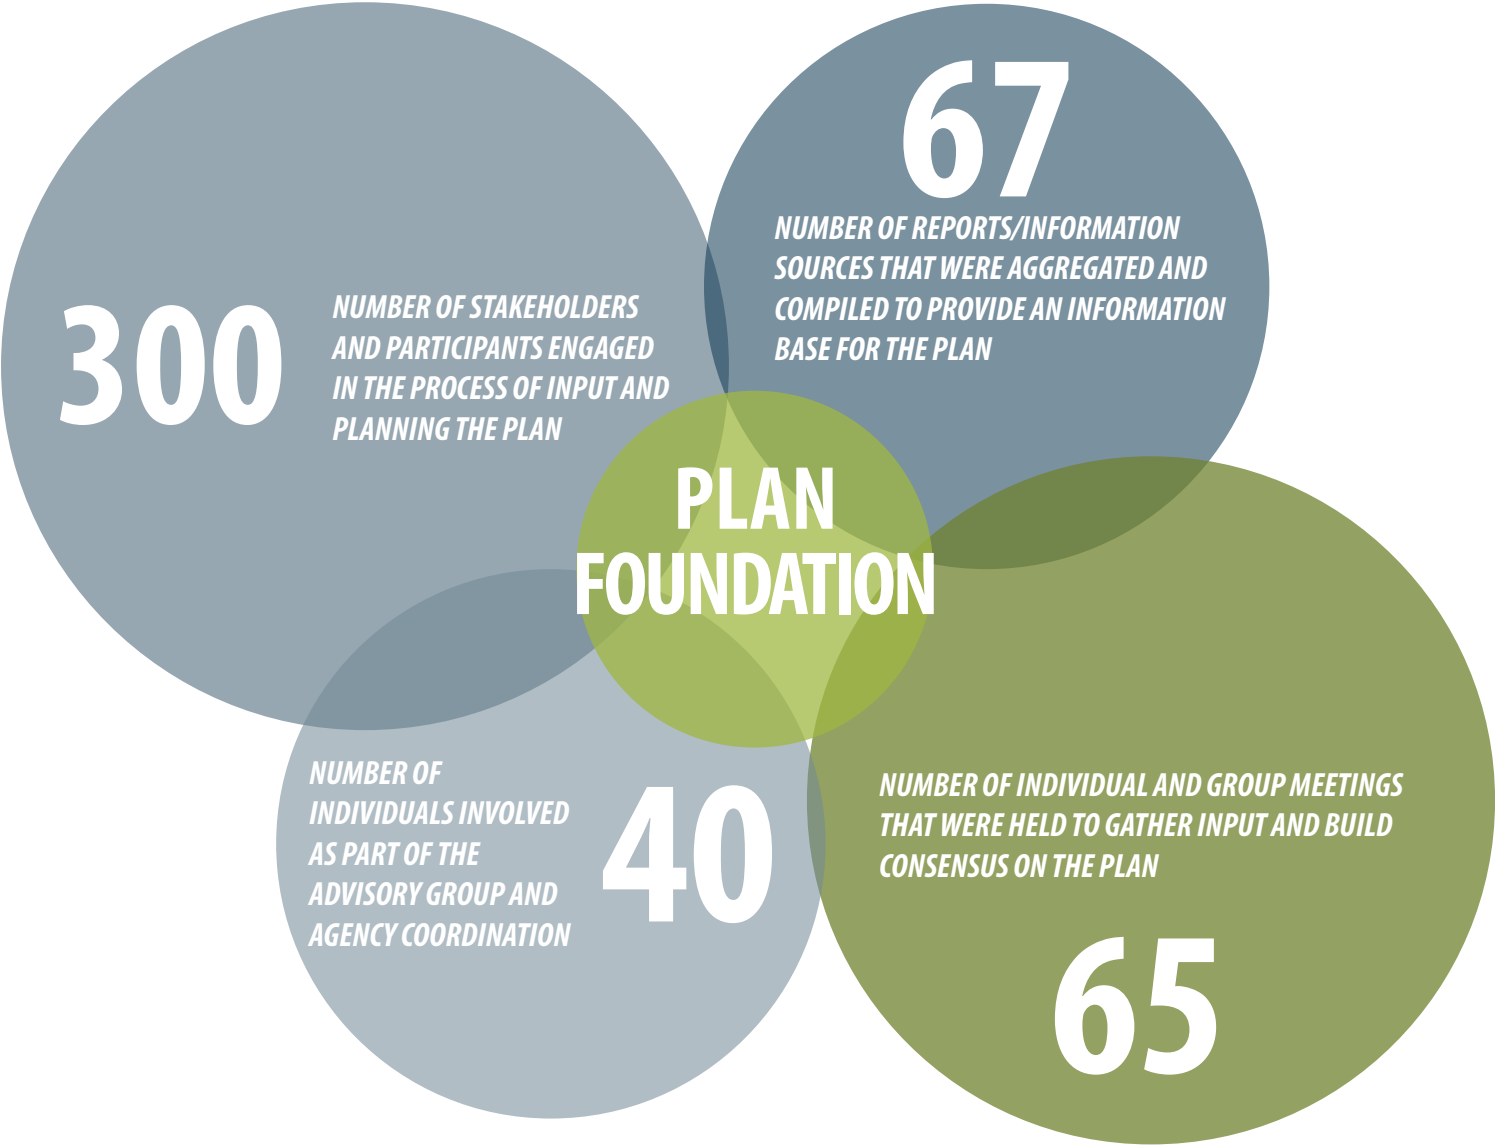 67
NUMBER OF REPORTS/INFORMATION
SOURCES THAT WERE AGGREGATED AND
COMPILED TO PROVIDE AN INFORMATION
BASE FOR THE PLAN
300
NUMBER OF STAKEHOLDERS
AND PARTICIPANTS ENGAGED
IN THE PROCESS OF INPUT AND
PLANNING THE PLAN
PLAN
FOUNDATION
NUMBER OF
INDIVIDUALS INVOLVED
AS PART OF THE
ADVISORY GROUP AND
AGENCY COORDINATION
40
NUMBER OF INDIVIDUAL AND GROUP MEETINGS
THAT WERE HELD TO GATHER INPUT AND BUILD
CONSENSUS ON THE PLAN
65